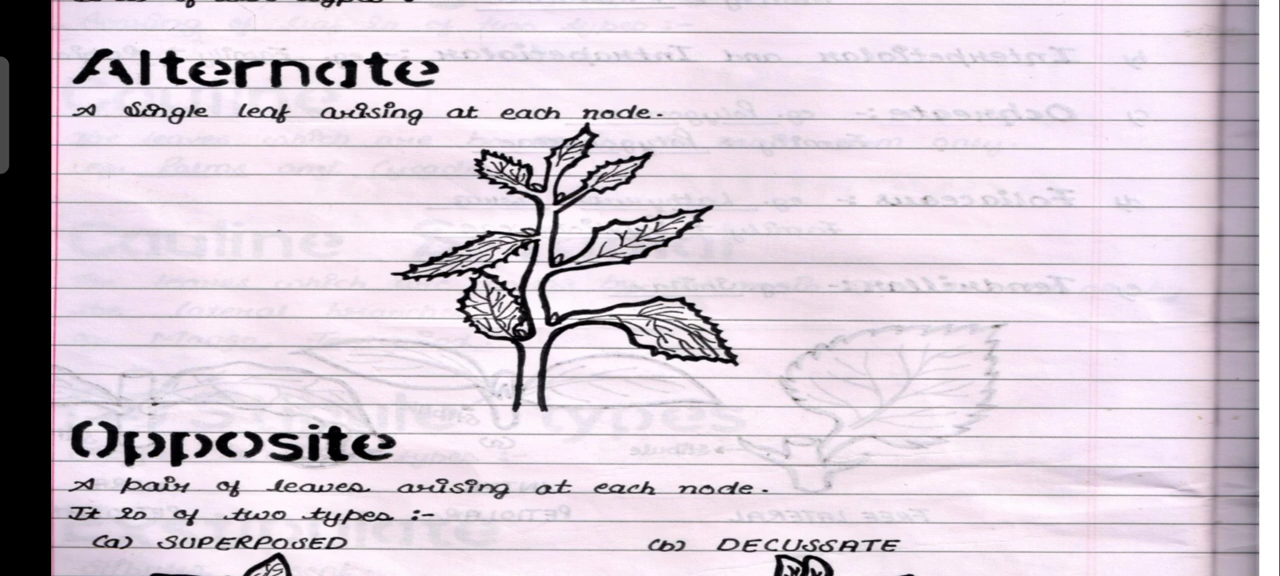 Alternate
A single leaf arising at each node.
Opposite
A pair of leaves arising at each node.
It is of two types :-
(a) SUPERPOSED (b) DECUSSATE